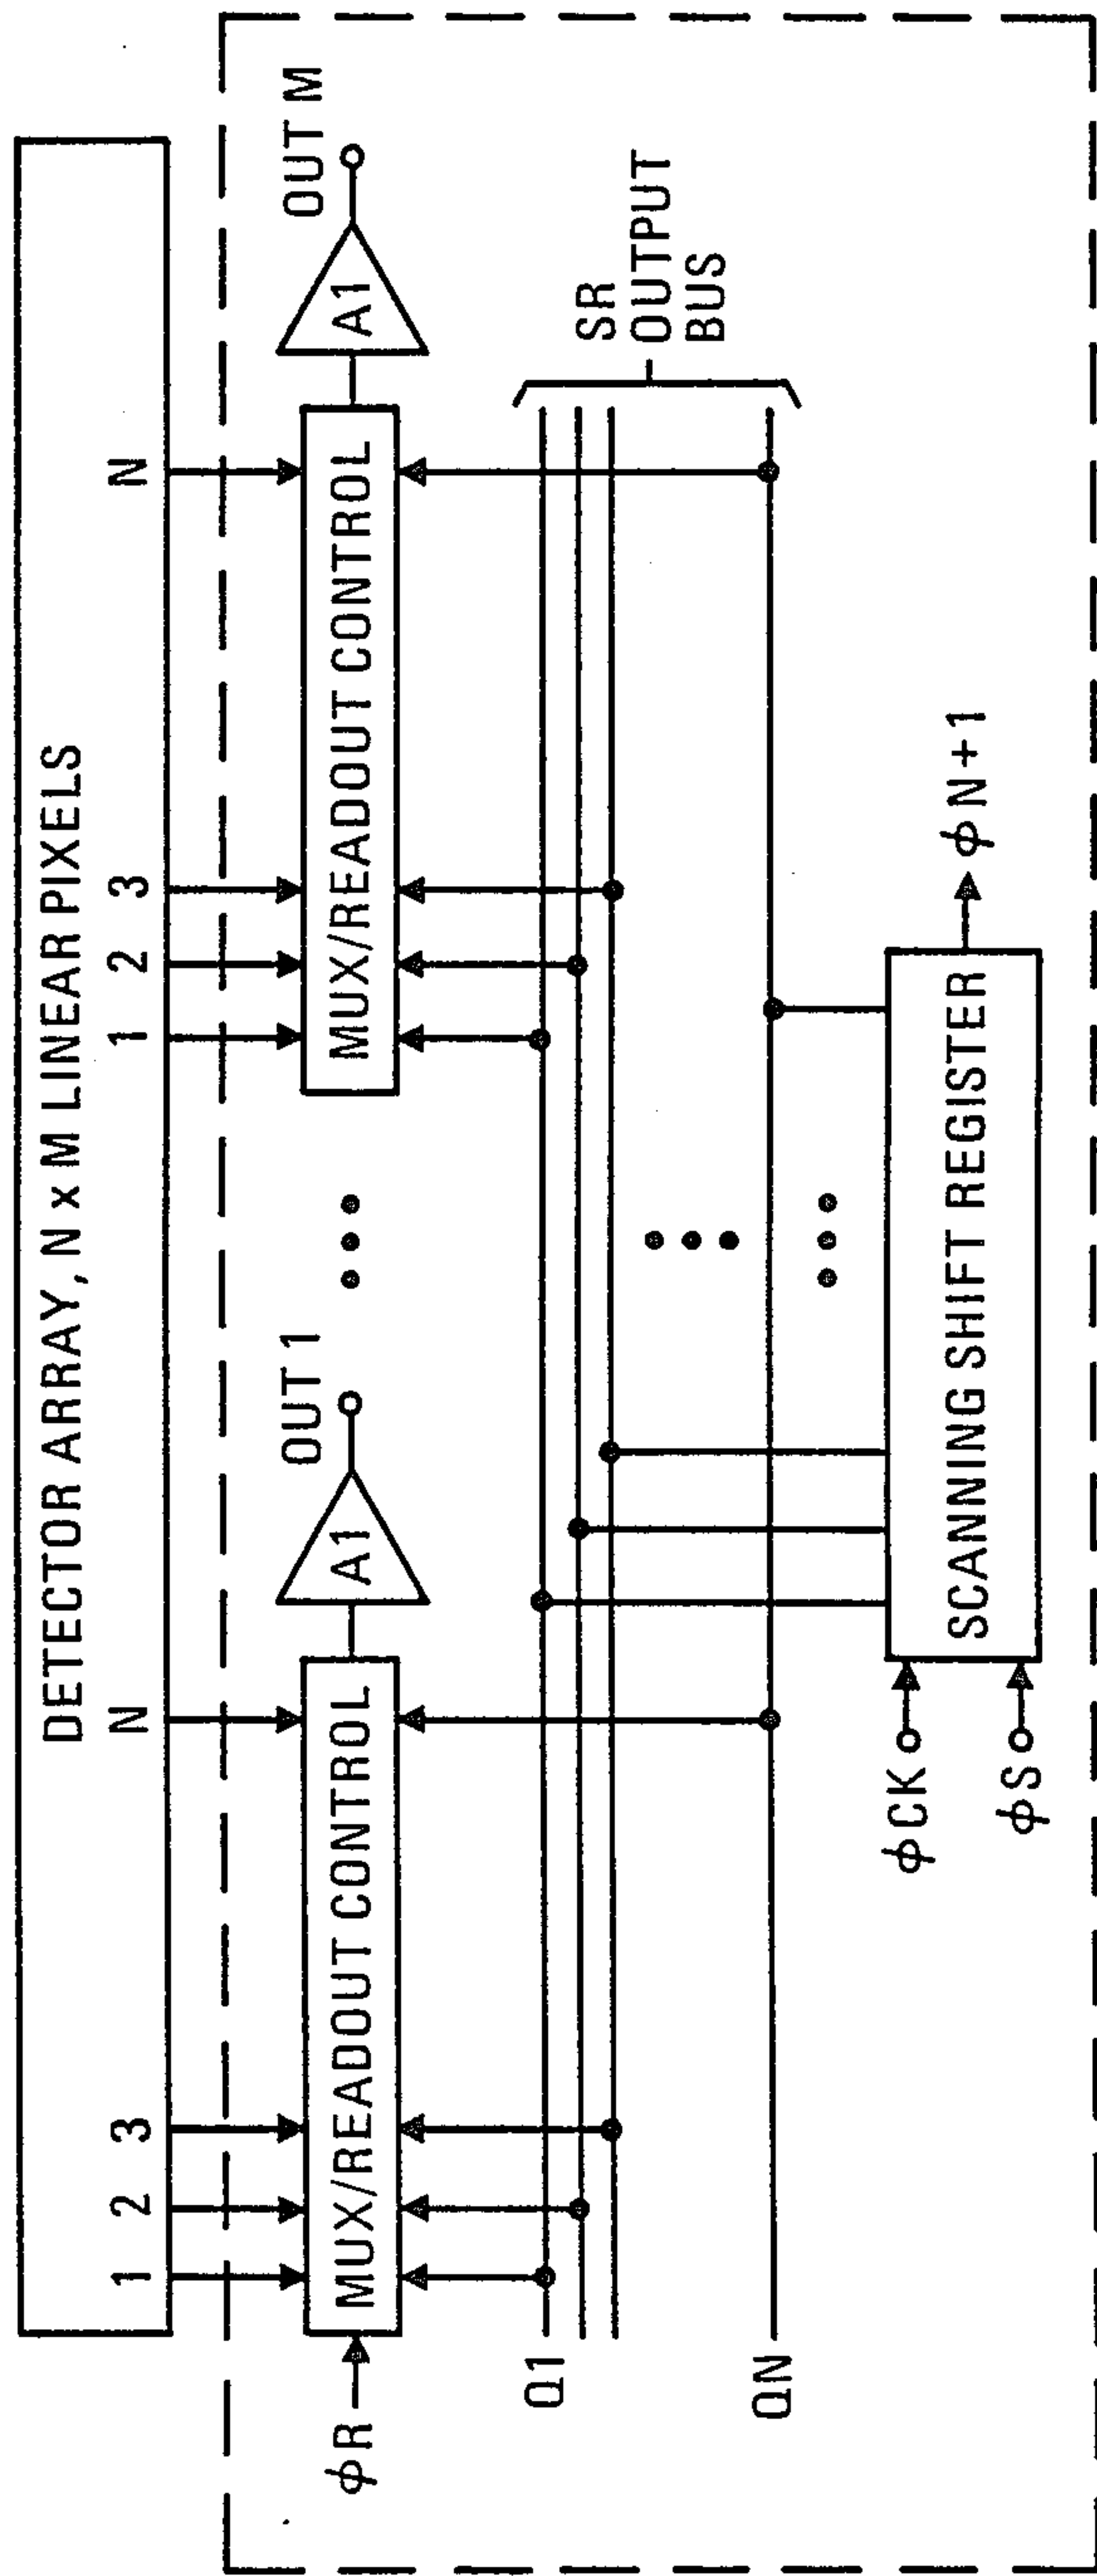 DETECTOR ARRAY, N x M LINEAR PIXELS
1 2 3 N 1 2 3 N
OUT 1
OUT M
ϕR
MUX/READOUT CONTROL
A1
MUX/READOUT CONTROL
A1
Q1
SR
OUTPUT
BUS
QN
ϕCK
ϕS
SCANNING SHIFT REGISTER
ϕN+1